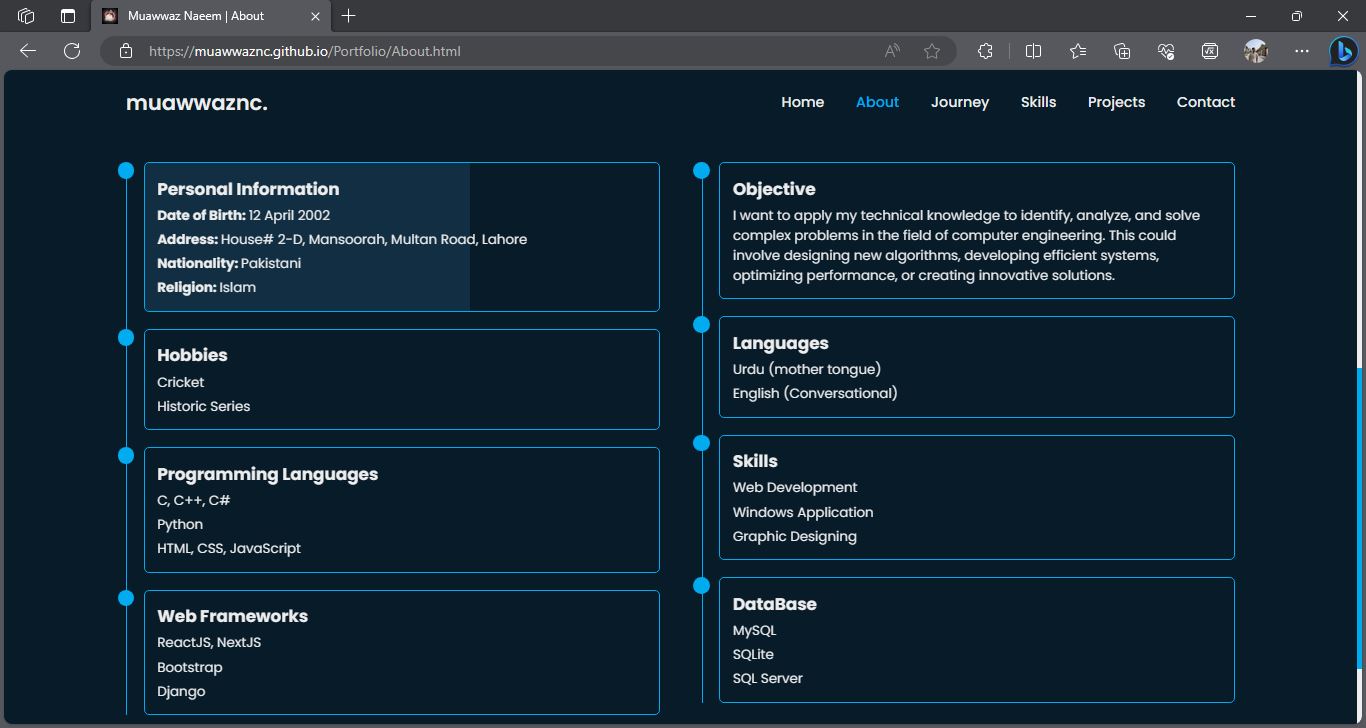 Muawwaz Naeem | About
https://muawwaznc.github.io/Portfolio/About.html
muawwaznc.
Home About Journey Skills Projects Contact
Personal Information
Date of Birth: 12 April 2002
Address: House# 2-D, Mansoorah, Multan Road, Lahore
Nationality: Pakistani
Religion: Islam
Hobbies
Cricket
Historic Series
Programming Languages
C, C++, C#
Python
HTML, CSS, JavaScript
Web Frameworks
ReactJS, NextJS
Bootstrap
Django
Objective
I want to apply my technical knowledge to identify, analyze, and solve
complex problems in the field of computer engineering. This could
involve designing new algorithms, developing efficient systems,
optimizing performance, or creating innovative solutions.
Languages
Urdu (mother tongue)
English (Conversational)
Skills
Web Development
Windows Application
Graphic Designing
DataBase
MySQL
SQLite
SQL Server